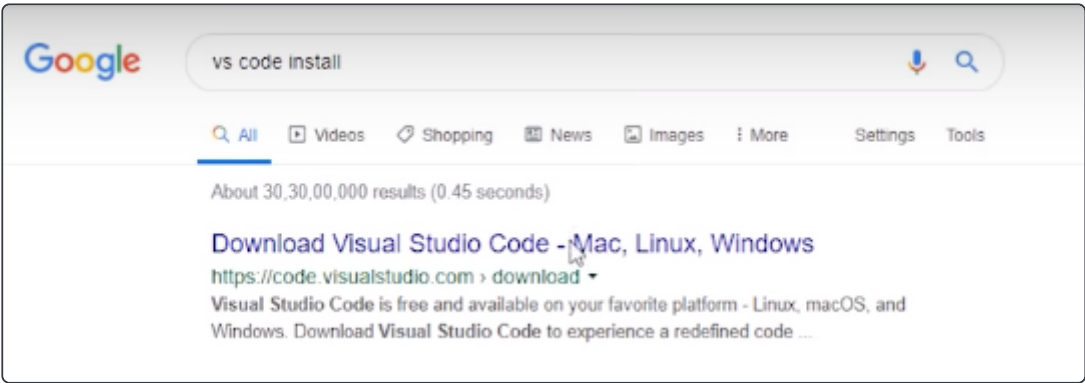 Google
vs code install
All Videos Shopping News Images More Settings Tools
About 30,30,00,000 results (0.45 seconds)
Download Visual Studio Code - Mac, Linux, Windows
https://code.visualstudio.com › download
Visual Studio Code is free and available on your favorite platform - Linux, macOS, and
Windows. Download Visual Studio Code to experience a redefined code ...